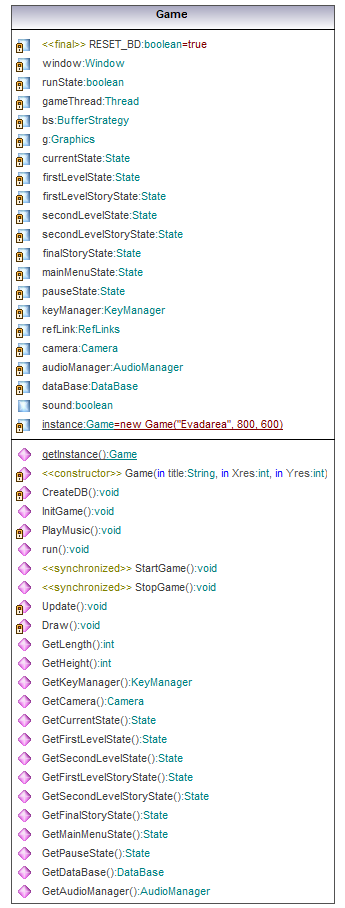 Game
<<final>> RESET_BD:boolean=true
window:Window
runState:boolean
gameThread:Thread
bs:BufferStrategy
g:Graphics
currentState:State
firstLevelState:State
firstLevelStoryState:State
secondLevelState:State
secondLevelStoryState:State
finalStoryState:State
mainMenuState:State
pauseState:State
keyManager:KeyManager
refLink:RefLinks
camera:Camera
audioManager:AudioManager
dataBase:DataBase
sound:boolean
instance:Game=new Game("Evadarea", 800, 600)
getInstance():Game
<<constructor>> Game(in title:String, in Xres:int, in Yres:int)
CreateDB():void
InitGame():void
PlayMusic():void
run():void
<<synchronized>> StartGame():void
<<synchronized>> StopGame():void
Update():void
Draw():void
GetLength():int
GetHeight():int
GetKeyManager():KeyManager
GetCamera():Camera
GetCurrentState():State
GetFirstLevelState():State
GetSecondLevelState():State
GetFirstLevelStoryState():State
GetSecondLevelStoryState():State
GetFinalStoryState():State
GetMainMenuState():State
GetPauseState():State
GetDataBase():DataBase
GetAudioManager():AudioManager